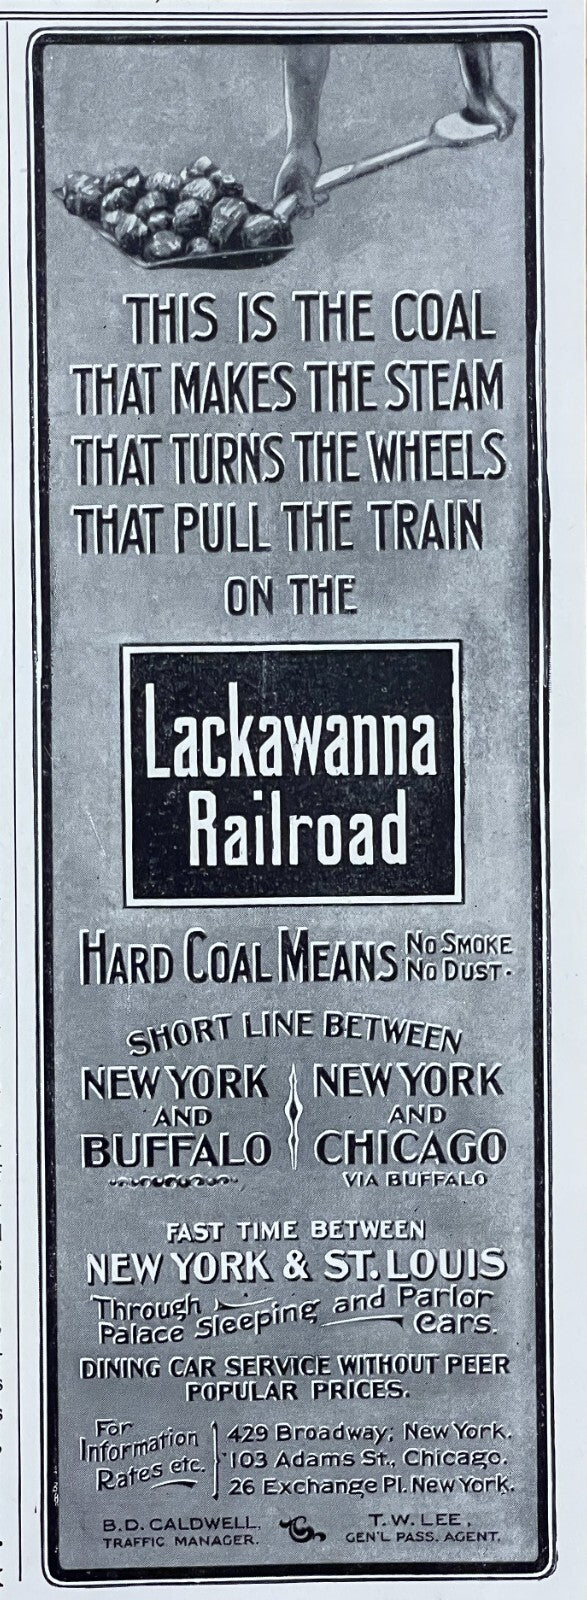 THIS IS THE COAL
THAT MAKES THE STEAM
THAT TURNS THE WHEELS
THAT PULL THE TRAIN
ON THE
Lackawanna
Railroad
HARD COAL MEANS NO SMOKE
NO DUST.
SHORT LINE BETWEEN
NEW YORK
AND
BUFFALO
NEW YORK
AND
CHICAGO
VIA BUFFALO
FAST TIME BETWEEN
NEW YORK & ST. LOUIS
Through
Palace Sleeping and Parlor
Cars.
DINING CAR SERVICE WITHOUT PEER
POPULAR PRICES.
For
Information
Rates etc.
429 Broadway; New York.
103 Adams St., Chicago.
26 Exchange Pl. New York.
B.D. CALDWELL,
TRAFFIC MANAGER.
T.W. LEE,
GEN'L PASS. AGENT.